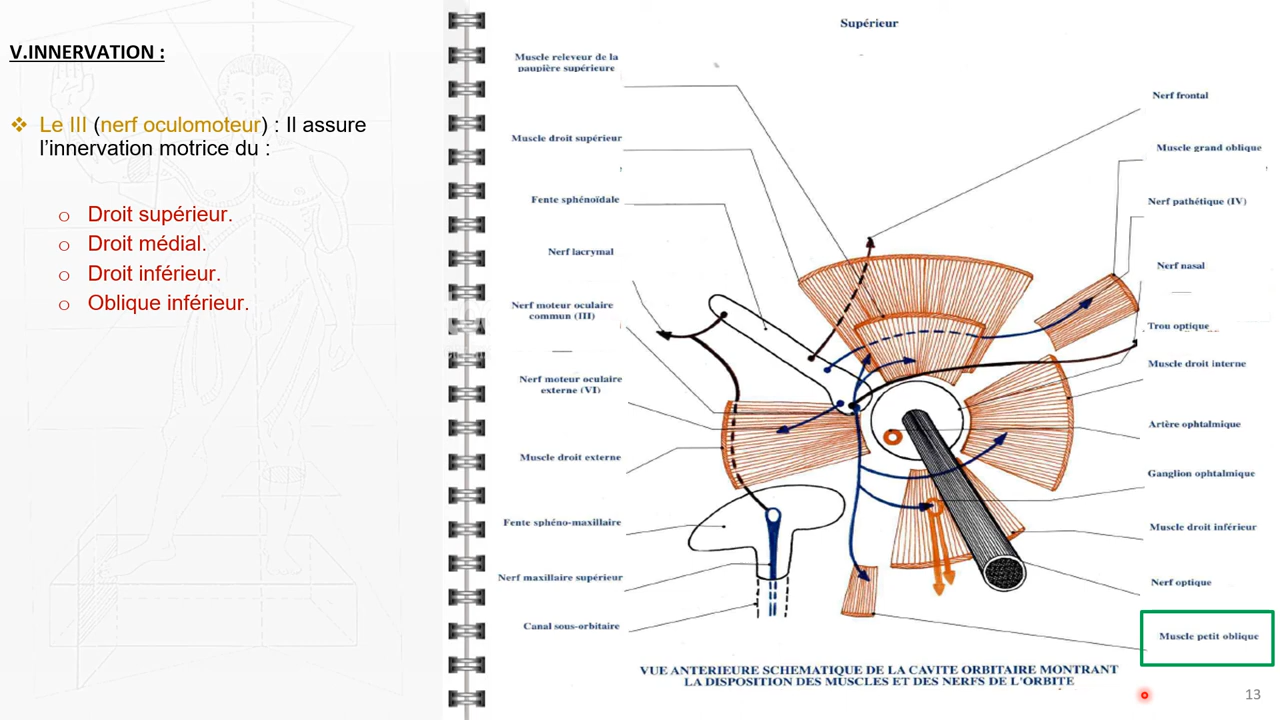 V.INNERVATION :
❖ Le III (nerf oculomoteur) : Il assure
l’innervation motrice du :
o Droit supérieur.
o Droit médial.
o Droit inférieur.
o Oblique inférieur.
Supérieur
Muscle releveur de la
paupière supérieure
Muscle droit supérieur
Fente sphénoïdale
Nerf lacrymal
Nerf moteur oculaire
commun (III)
Nerf moteur oculaire
externe (VI)
Muscle droit externe
Fente sphéno-maxillaire
Nerf maxillaire supérieur
Canal sous-orbitaire
Nerf frontal
Muscle grand oblique
Nerf pathétique (IV)
Nerf nasal
Trou optique
Muscle droit interne
Artère ophtalmique
Ganglion ophtalmique
Muscle droit inférieur
Nerf optique
Muscle petit oblique
VUE ANTERIEURE SCHEMATIQUE DE LA CAVITE ORBITAIRE MONTRANT
LA DISPOSITION DES MUSCLES ET DES NERFS DE L'ORBITE
13